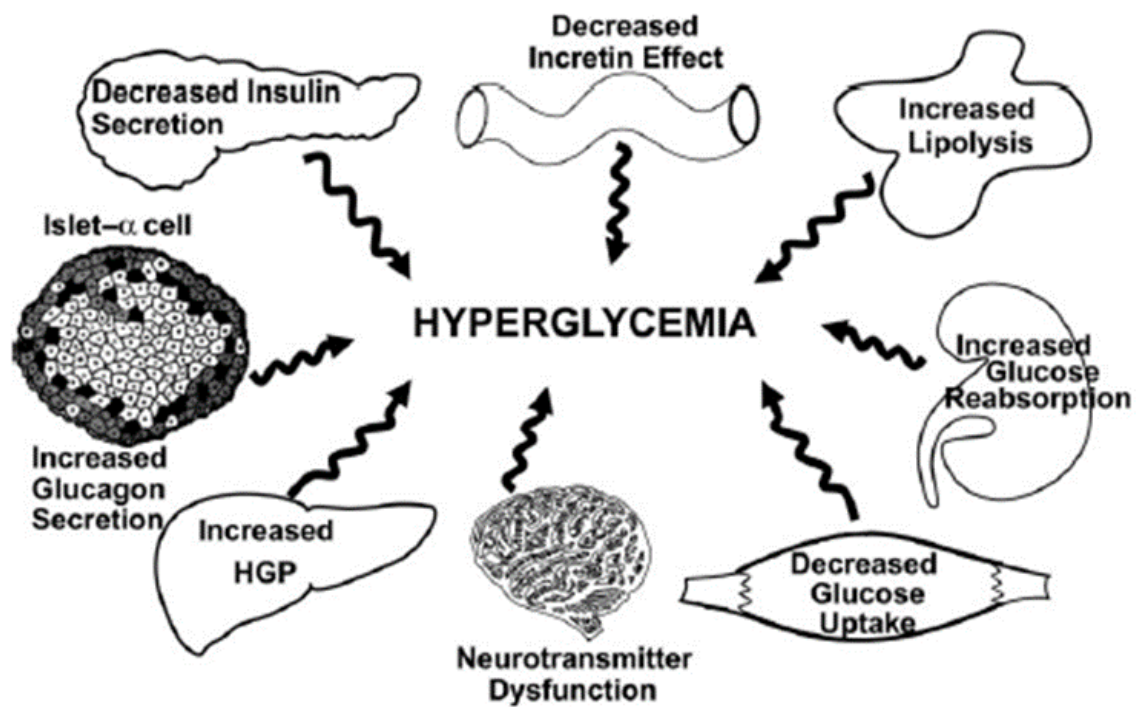 Decreased Insulin
Secretion
Decreased
Incretin Effect
Increased
Lipolysis
Islet–α cell
HYPERGLYCEMIA
Increased
Glucose
Reabsorption
Increased
Glucagon
Secretion
Increased
HGP
Neurotransmitter
Dysfunction
Decreased
Glucose
Uptake